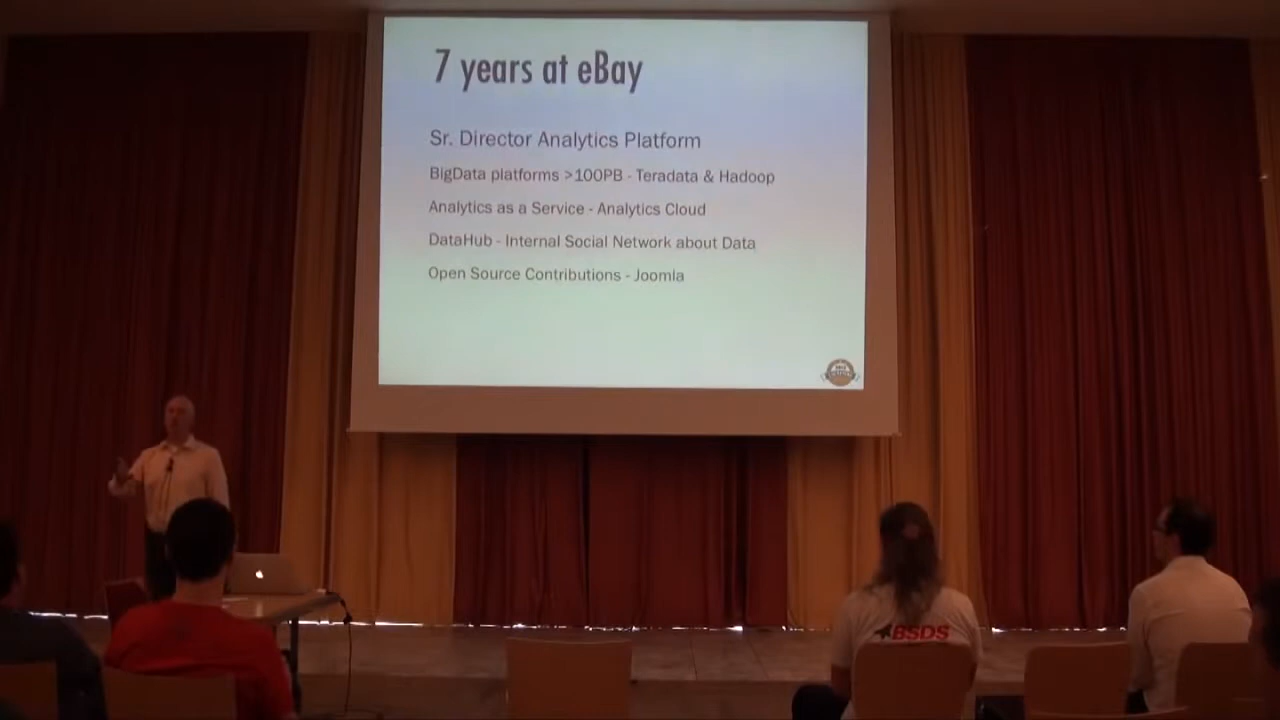 7 years at eBay
Sr. Director Analytics Platform
BigData platforms >100PB - Teradata & Hadoop
Analytics as a Service - Analytics Cloud
DataHub - Internal Social Network about Data
Open Source Contributions - Joomla
BSDS